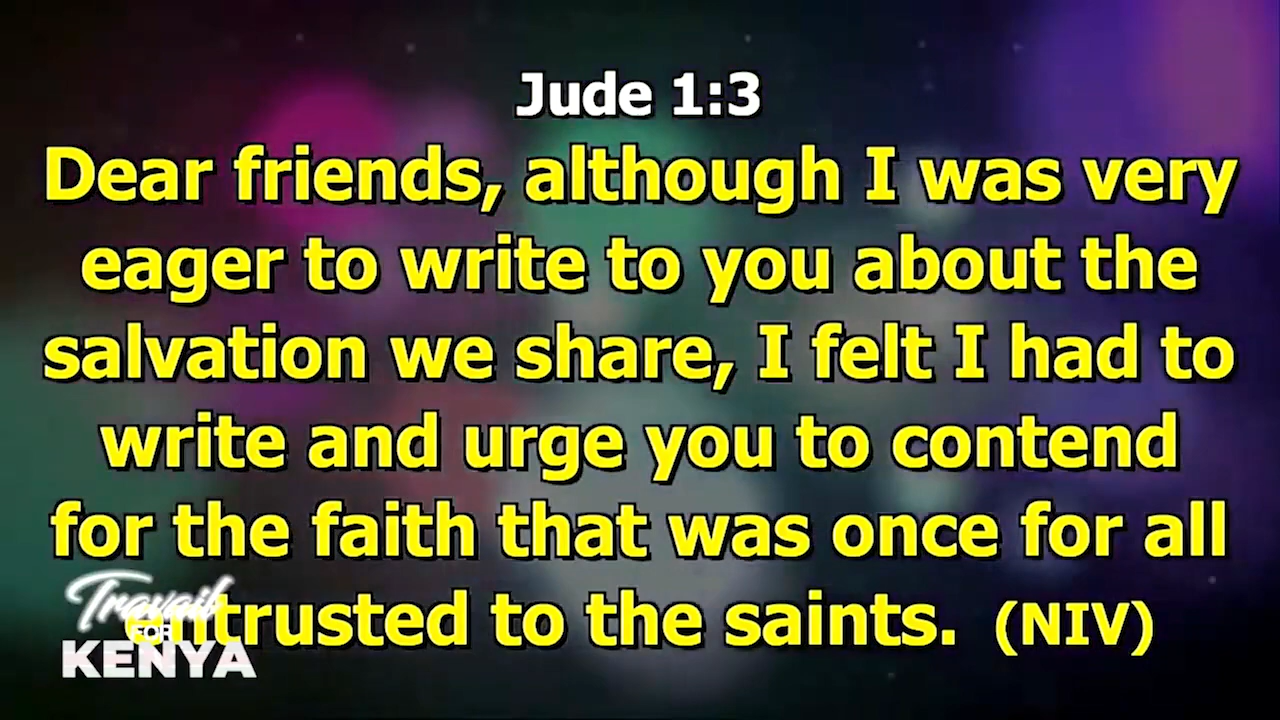 Jude 1:3
Dear friends, although I was very
eager to write to you about the
salvation we share, I felt I had to
write and urge you to contend
for the faith that was once for all
entrusted to the saints. (NIV)
Travail
FOR
KENYA